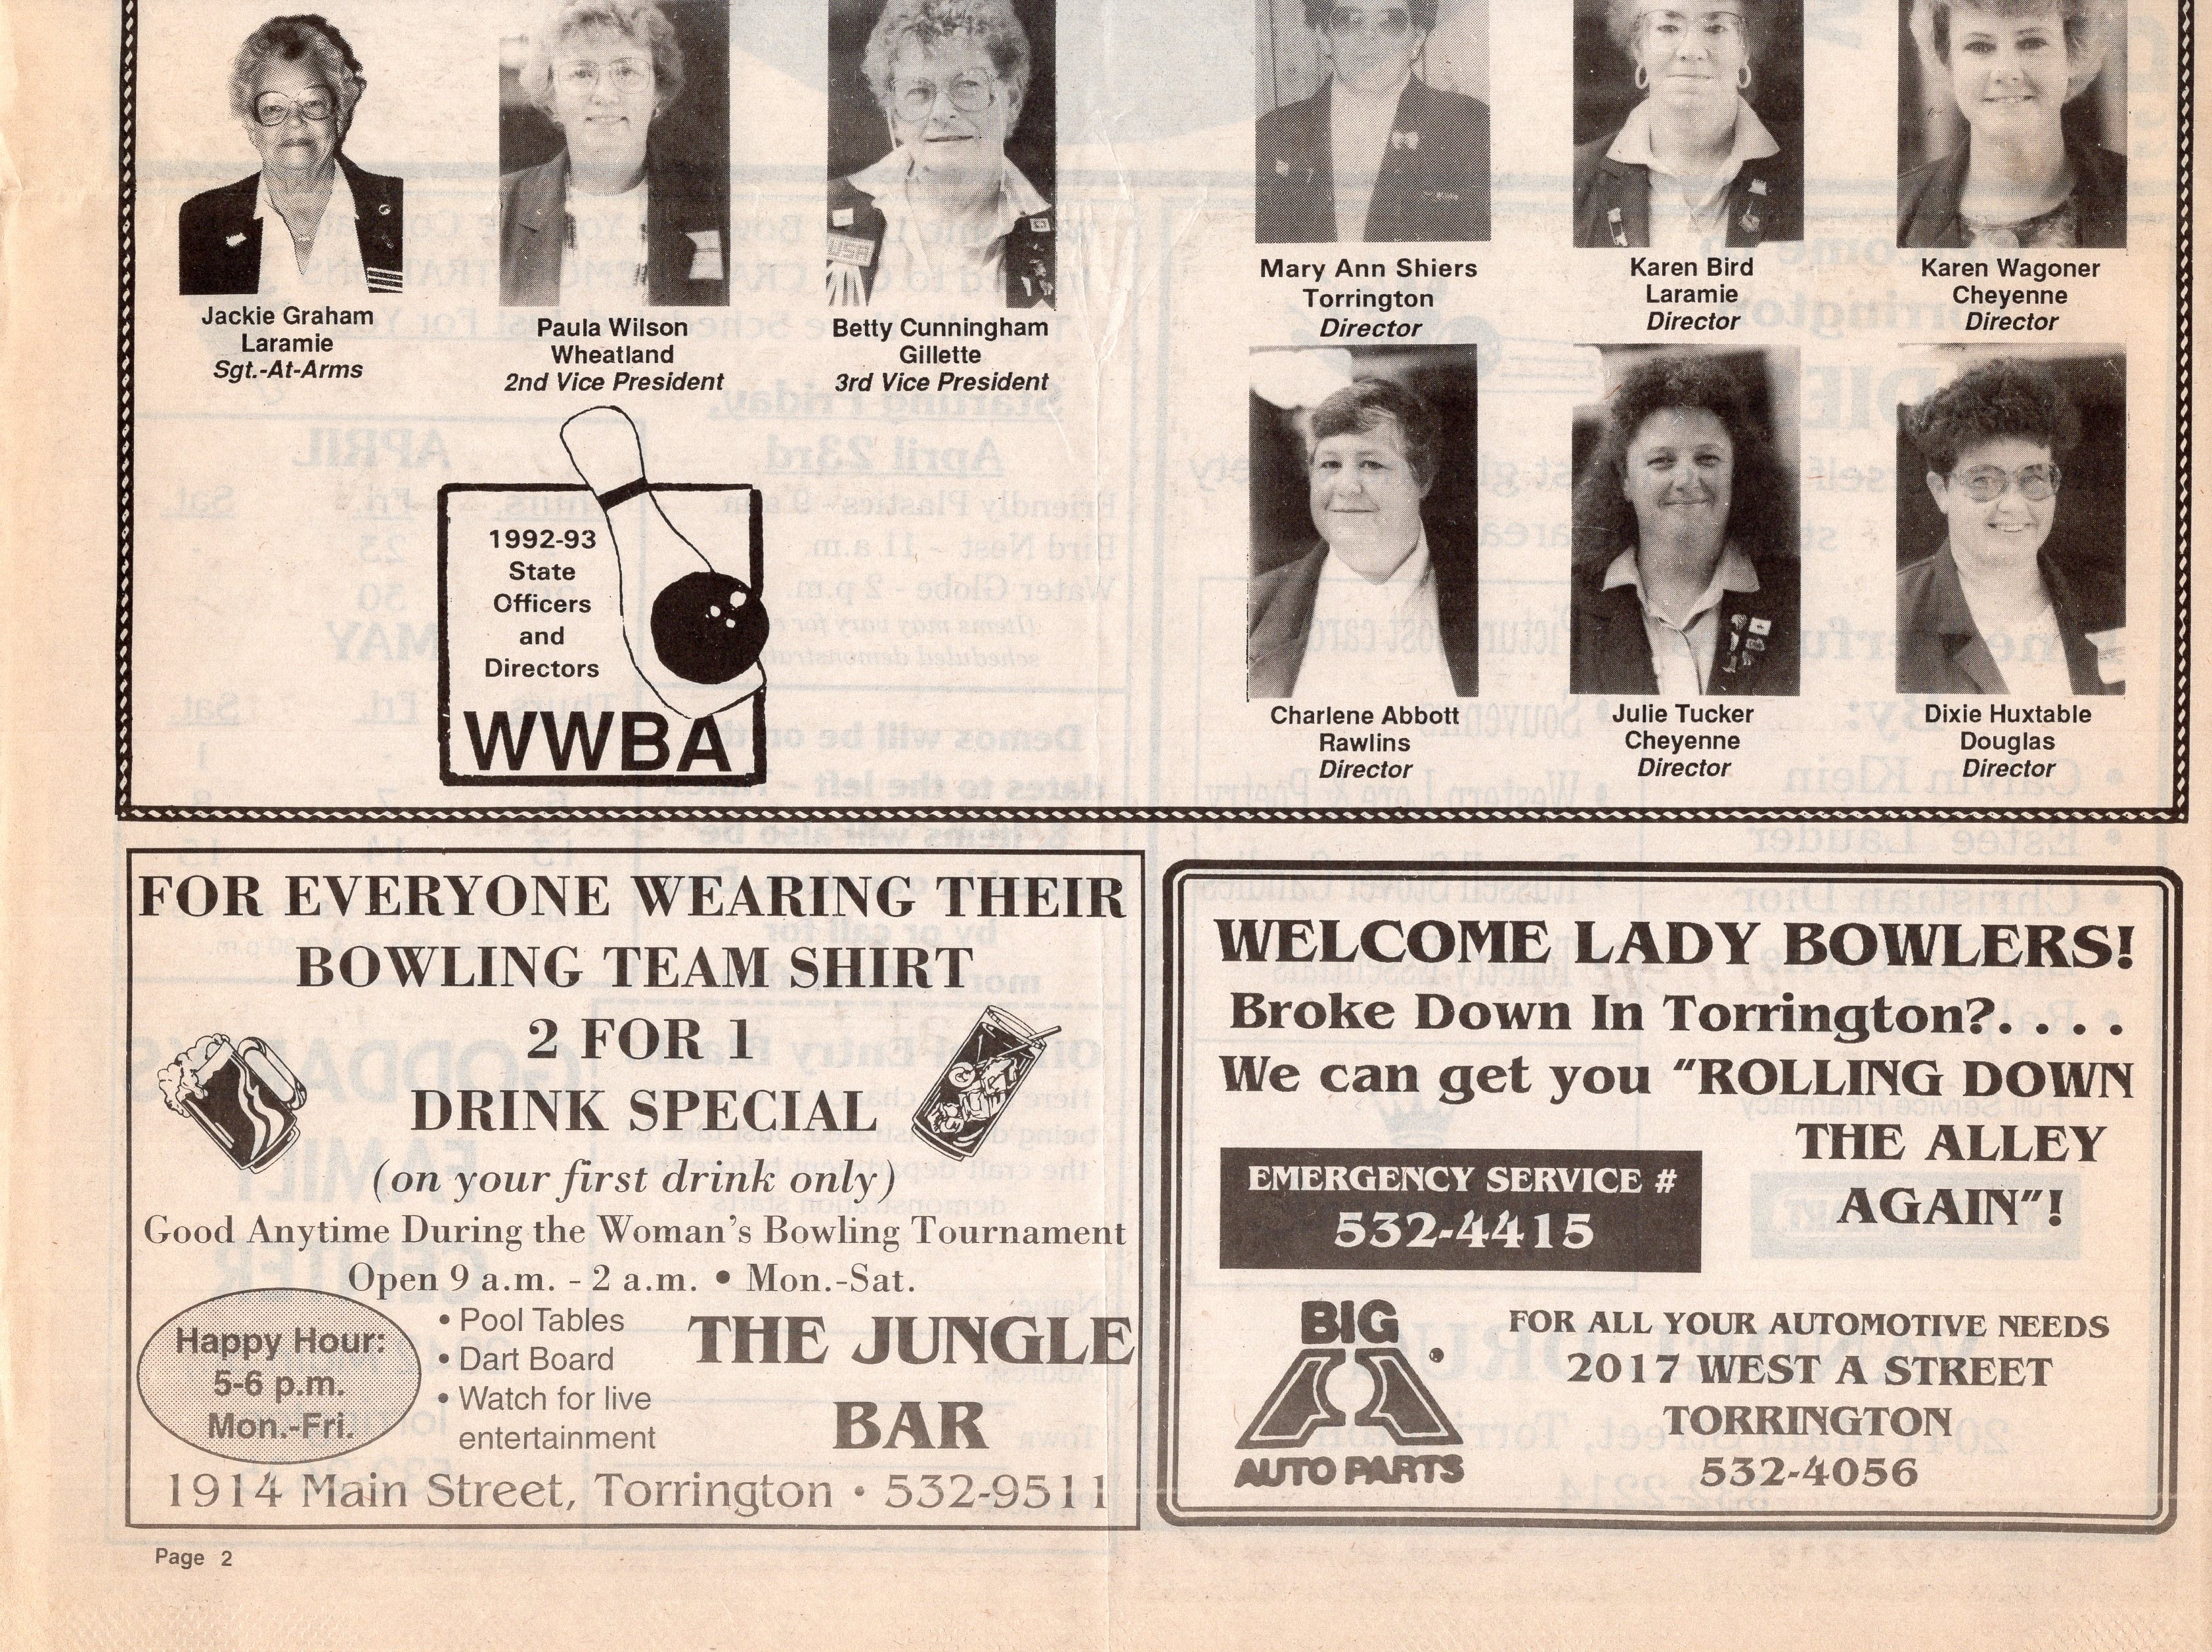 Jackie Graham
Laramie
Sgt.-At-Arms
Paula Wilson
Wheatland
2nd Vice President
USA
Betty Cunningham
Gillette
3rd Vice President
Mary Ann Shiers
Torrington
Director
Karen Bird
Laramie
Director
Karen Wagoner
Cheyenne
Director
1992-93
State
Officers
and
Directors
WWBA
Charlene Abbott
Rawlins
Director
Julie Tucker
Cheyenne
Director
Dixie Huxtable
Douglas
Director
FOR EVERYONE WEARING THEIR
BOWLING TEAM SHIRT
2 FOR 1
DRINK SPECIAL
(on your first drink only)
Good Anytime During the Woman's Bowling Tournament
Open 9 a.m. - 2 a.m. • Mon.-Sat.
Happy Hour:
5-6 p.m.
Mon.-Fri.
• Pool Tables
• Dart Board
• Watch for live
entertainment
THE JUNGLE
BAR
1914 Main Street, Torrington • 532-9511
WELCOME LADY BOWLERS!
Broke Down In Torrington?. . . .
We can get you "ROLLING DOWN
THE ALLEY
AGAIN"!
EMERGENCY SERVICE #
532-4415
BIG
A
AUTO PARTS
FOR ALL YOUR AUTOMOTIVE NEEDS
2017 WEST A STREET
TORRINGTON
532-4056
Page 2